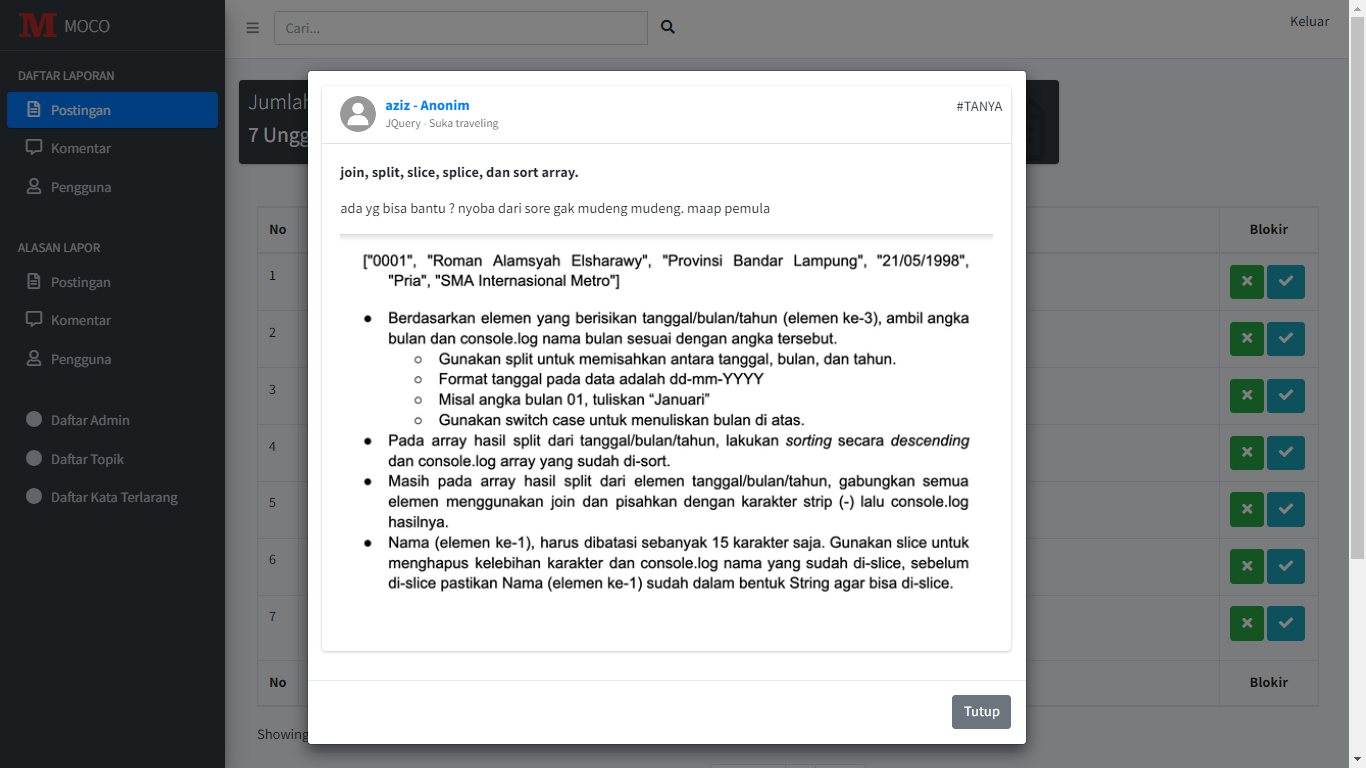 M MOCO
Cari...
Keluar
DAFTAR LAPORAN
Postingan
Komentar
Pengguna
ALASAN LAPOR
Postingan
Komentar
Pengguna
Daftar Admin
Daftar Topik
Daftar Kata Terlarang
Jumlah
7 Ungg
No
Blokir
1
2
3
4
5
6
7
No
Blokir
Showing
aziz - Anonim
#TANYA
JQuery - Suka traveling
join, split, slice, splice, dan sort array.
ada yg bisa bantu ? nyoba dari sore gak mudeng mudeng. maap pemula
["0001", "Roman Alamsyah Elsharawy", "Provinsi Bandar Lampung", "21/05/1998",
"Pria", "SMA Internasional Metro"]
● Berdasarkan elemen yang berisikan tanggal/bulan/tahun (elemen ke-3), ambil angka
bulan dan console.log nama bulan sesuai dengan angka tersebut.
○ Gunakan split untuk memisahkan antara tanggal, bulan, dan tahun.
○ Format tanggal pada data adalah dd-mm-YYYY
○ Misal angka bulan 01, tuliskan “Januari”
○ Gunakan switch case untuk menuliskan bulan di atas.
● Pada array hasil split dari tanggal/bulan/tahun, lakukan sorting secara descending
dan console.log array yang sudah di-sort.
● Masih pada array hasil split dari elemen tanggal/bulan/tahun, gabungkan semua
elemen menggunakan join dan pisahkan dengan karakter strip (-) lalu console.log
hasilnya.
● Nama (elemen ke-1), harus dibatasi sebanyak 15 karakter saja. Gunakan slice untuk
menghapus kelebihan karakter dan console.log nama yang sudah di-slice, sebelum
di-slice pastikan Nama (elemen ke-1) sudah dalam bentuk String agar bisa di-slice.
Tutup